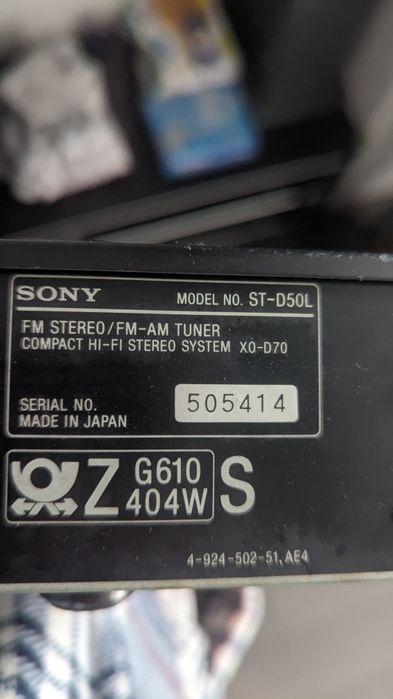 SONY MODEL NO. ST-D50L
FM STEREO/FM-AM TUNER
COMPACT HI-FI STEREO SYSTEM XO-D70
SERIAL NO. 505414
MADE IN JAPAN
Z G610 S
404W
4-924-502-51, AE4